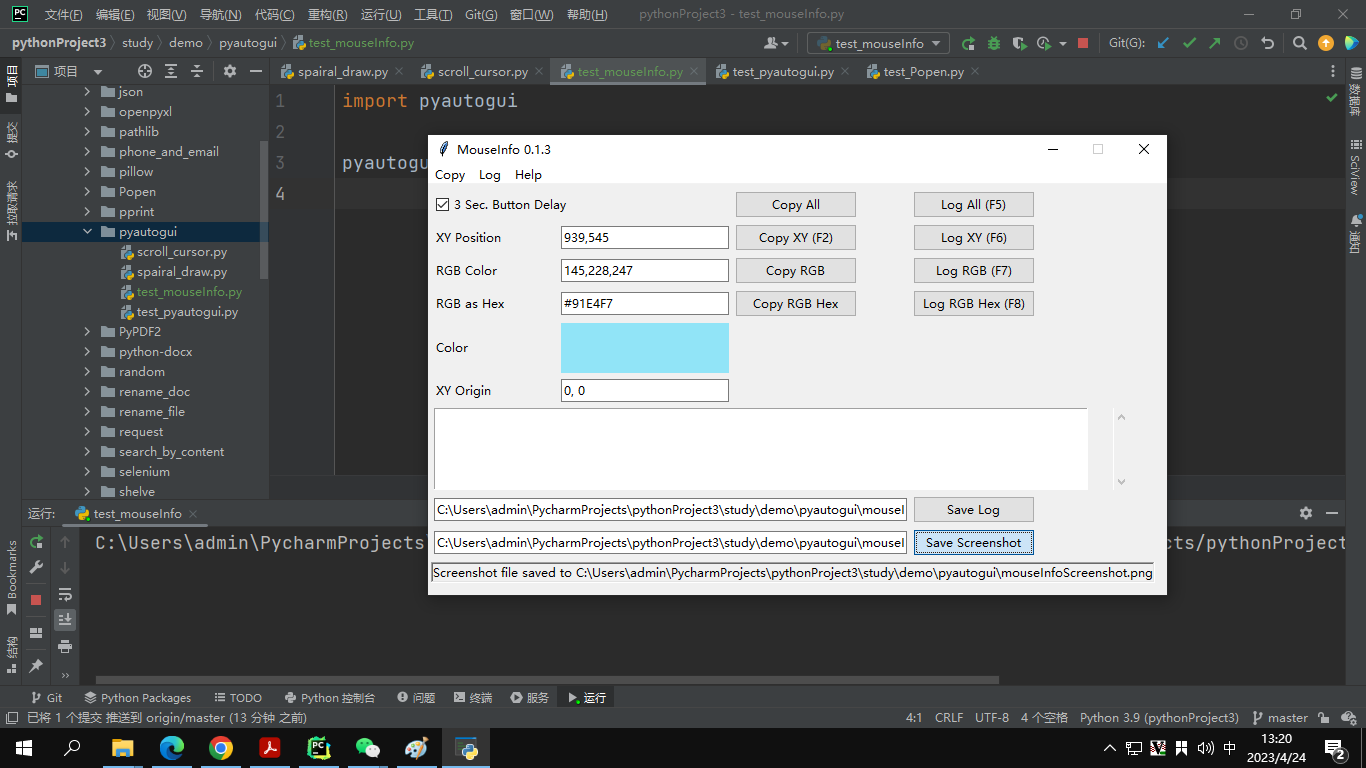 文件(F) 编辑(E) 视图(V) 导航(N) 代码(C) 重构(R) 运行(U) 工具(T) Git(G) 窗口(W) 帮助(H) pythonProject3 - test_mouseInfo.py
pythonProject3 study demo pyautogui test_mouseInfo.py test_mouseInfo Git(G):
项目 spairal_draw.py scroll_cursor.py test_mouseInfo.py test_pyautogui.py test_Popen.py
项目
提交
拉取请求
json
openpyxl
pathlib
phone_and_email
pillow
Popen
pprint
pyautogui
scroll_cursor.py
spairal_draw.py
test_mouseInfo.py
test_pyautogui.py
PyPDF2
python-docx
random
rename_doc
rename_file
request
search_by_content
selenium
shelve
1 import pyautogui
2
3 pyautogu
4
数据库
SciView
通知
MouseInfo 0.1.3
Copy Log Help
3 Sec. Button Delay Copy All Log All (F5)
XY Position 939,545 Copy XY (F2) Log XY (F6)
RGB Color 145,228,247 Copy RGB Log RGB (F7)
RGB as Hex #91E4F7 Copy RGB Hex Log RGB Hex (F8)
Color
XY Origin 0, 0
C:\Users\admin\PycharmProjects\pythonProject3\study\demo\pyautogui\mouseI Save Log
C:\Users\admin\PycharmProjects\pythonProject3\study\demo\pyautogui\mouseI Save Screenshot
Screenshot file saved to C:\Users\admin\PycharmProjects\pythonProject3\study\demo\pyautogui\mouseInfoScreenshot.png
运行: test_mouseInfo
C:\Users\admin\PycharmProjects\ cts/pythonProject
Bookmarks
结构
Git Python Packages TODO Python 控制台 问题 终端 服务 运行
已将 1 个提交 推送到 origin/master (13 分钟 之前) 4:1 CRLF UTF-8 4 个空格 Python 3.9 (pythonProject3) master
中 13:20
2023/4/24 2